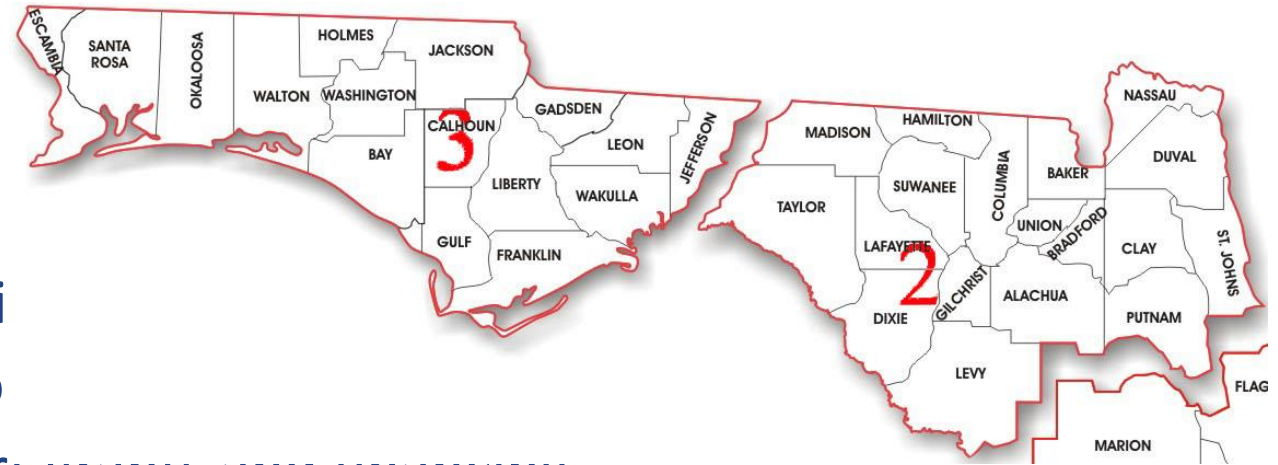 ESCAMBIA
SANTA
ROSA
OKALOOSA
WALTON
HOLMES
WASHINGTON
JACKSON
BAY
CALHOUN
3
GULF
LIBERTY
FRANKLIN
GADSDEN
LEON
WAKULLA
JEFFERSON
MADISON
TAYLOR
HAMILTON
SUWANEE
LAFAYETTE
2
DIXIE
GILCHRIST
COLUMBIA
LEVY
ALACHUA
UNION
BRADFORD
BAKER
NASSAU
DUVAL
CLAY
PUTNAM
ST. JOHNS
MARION